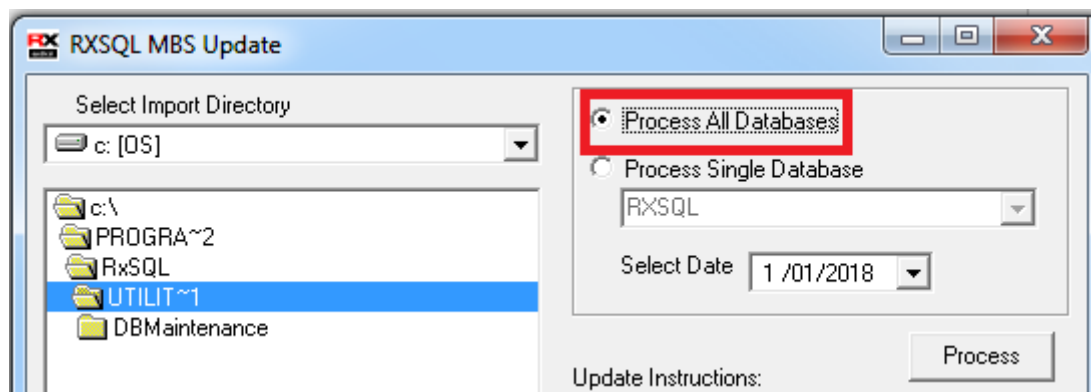 RX RXSQL MBS Update
Select Import Directory
c: [OS]
c:\
PROGRA~2
RxSQL
UTILIT~1
DBMaintenance
Process All Databases
Process Single Database
RXSQL
Select Date 1 /01/2018
Process
Update Instructions: